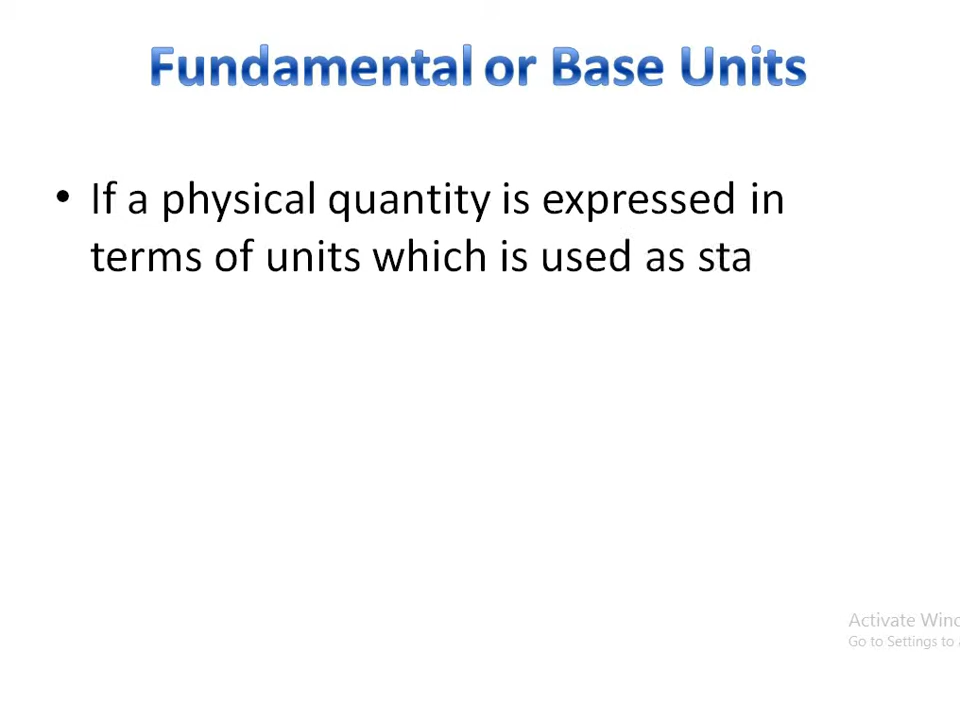 Fundamental or Base Units
• If a physical quantity is expressed in
terms of units which is used as sta
Activate Winc
Go to Settings to a